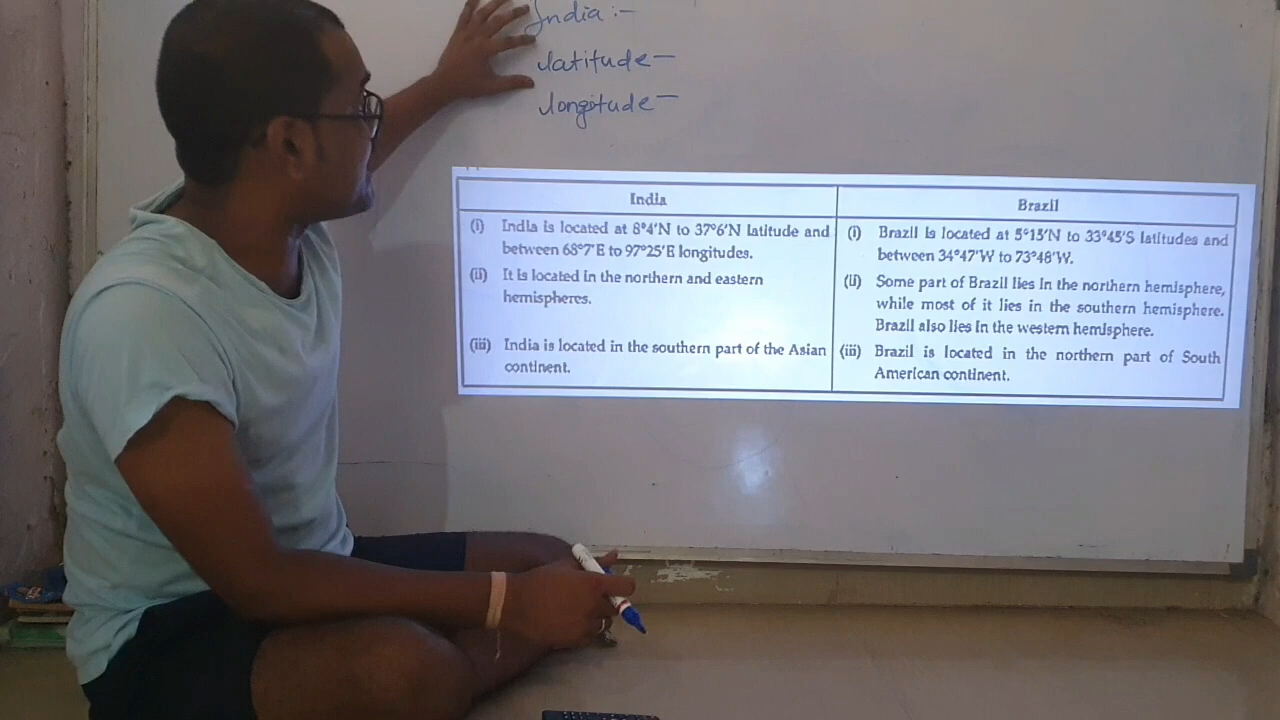 India :-
latitude -
longitude -
India
Brazil
(i) India is located at 8°4'N to 37°6'N latitude and
between 68°7'E to 97°25'E longitudes.
(ii) It is located in the northern and eastern
hemispheres.
(iii) India is located in the southern part of the Asian
continent.
(i) Brazil is located at 5°15'N to 33°45'S latitudes and
between 34°47'W to 73°48'W.
(ii) Some part of Brazil lies in the northern hemisphere,
while most of it lies in the southern hemisphere.
Brazil also lies in the western hemisphere.
(iii) Brazil is located in the northern part of South
American continent.